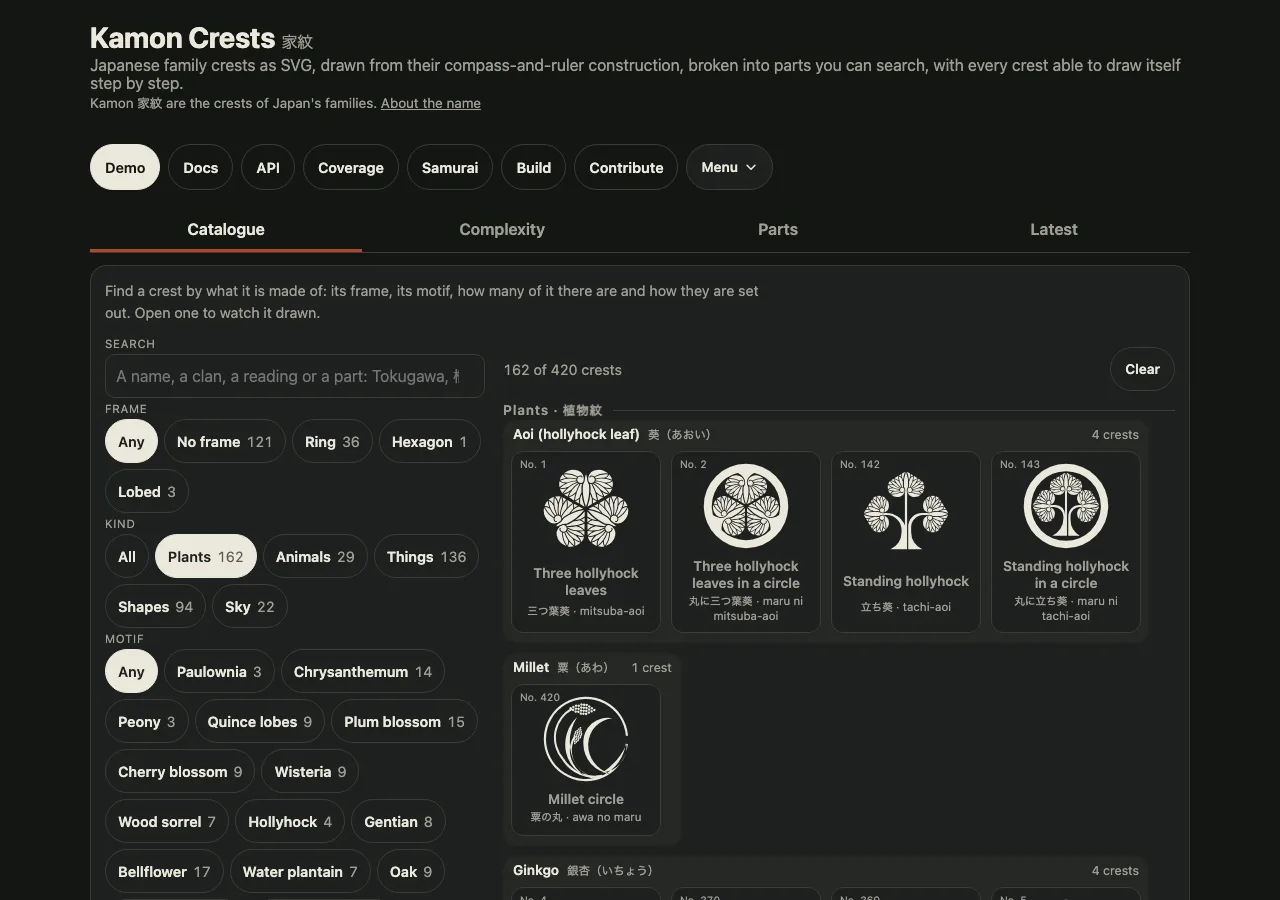 Kamon Crests 家紋
Japanese family crests as SVG, drawn from their compass-and-ruler construction, broken into parts you can search, with every crest able to draw itself
step by step.
Kamon 家紋 are the crests of Japan's families. About the name
Demo Docs API Coverage Samurai Build Contribute Menu
Catalogue Complexity Parts Latest
Find a crest by what it is made of: its frame, its motif, how many of it there are and how they are set
out. Open one to watch it drawn.
SEARCH
A name, a clan, a reading or a part: Tokugawa,
FRAME
Any No frame 121 Ring 36 Hexagon 1
Lobed 3
KIND
All Plants 162 Animals 29 Things 136
Shapes 94 Sky 22
MOTIF
Any Paulownia 3 Chrysanthemum 14
Peony 3 Quince lobes 9 Plum blossom 15
Cherry blossom 9 Wisteria 9
Wood sorrel 7 Hollyhock 4 Gentian 8
Bellflower 17 Water plantain 7 Oak 9
162 of 420 crests Clear
Plants · 植物紋
Aoi (hollyhock leaf) 葵（あおい） 4 crests
No. 1
Three hollyhock
leaves
三つ葉葵 · mitsuba-aoi
No. 2
Three hollyhock
leaves in a circle
丸に三つ葉葵 · maru ni
mitsuba-aoi
No. 142
Standing hollyhock
立ち葵 · tachi-aoi
No. 143
Standing hollyhock
in a circle
丸に立ち葵 · maru ni
tachi-aoi
Millet 粟（あわ） 1 crest
No. 420
Millet circle
粟の丸 · awa no maru
Ginkgo 銀杏（いちょう） 4 crests